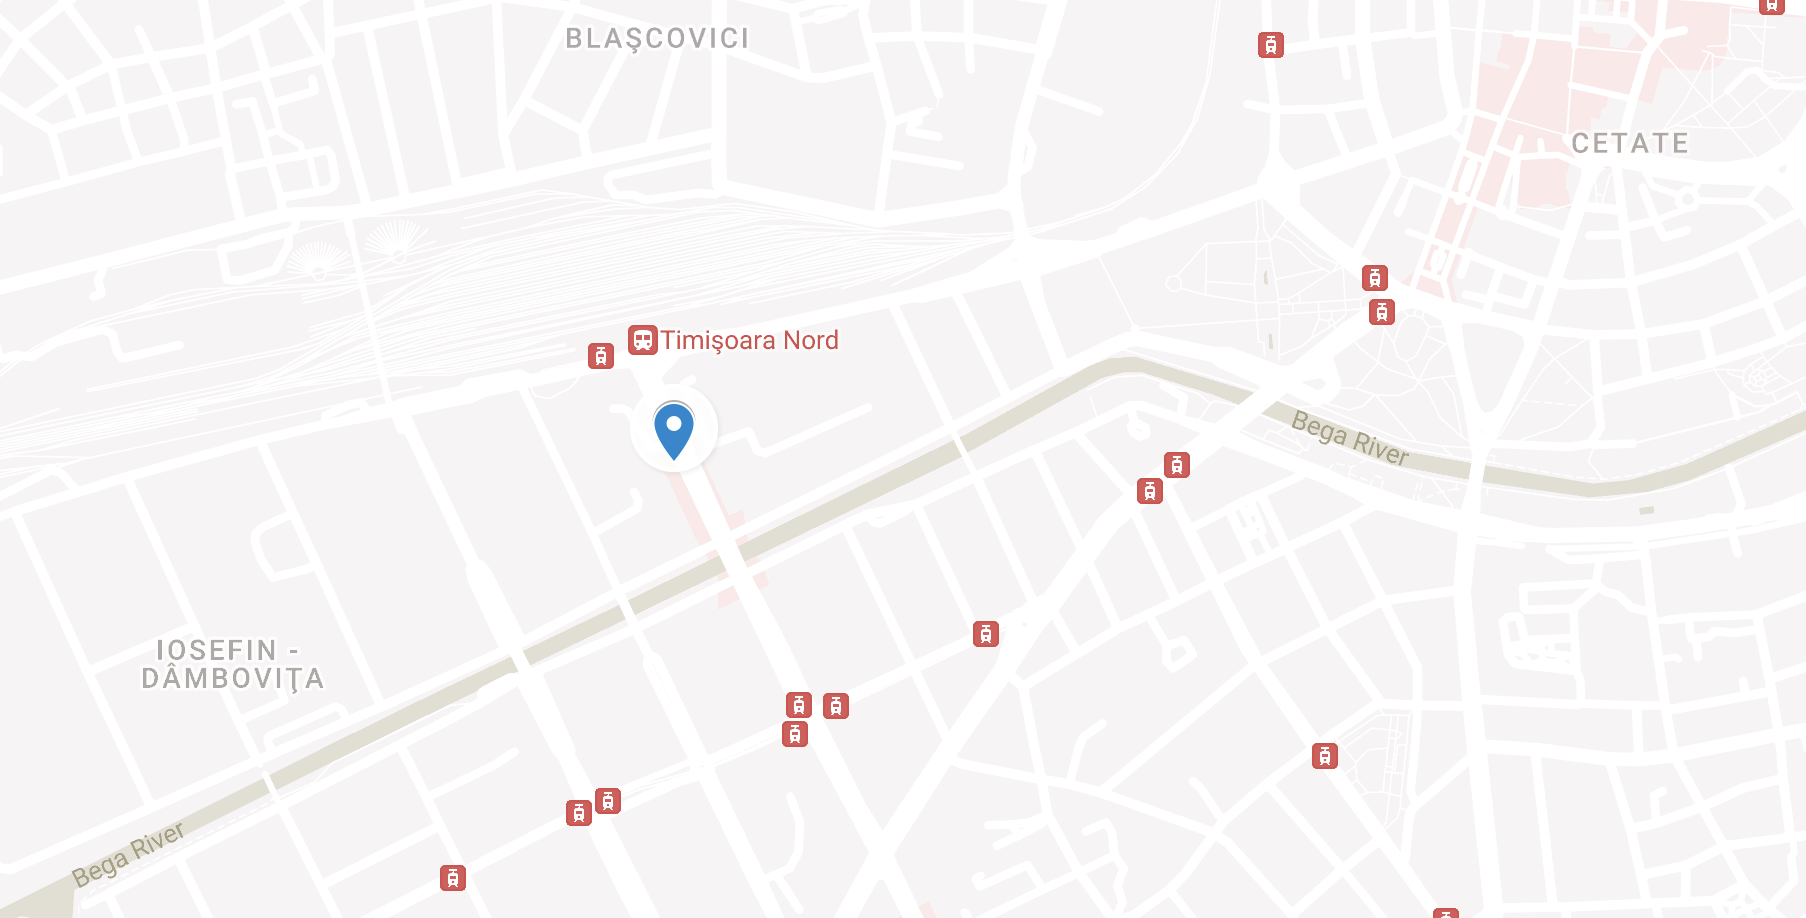 BLAŞCOVICI
CETATE
Timişoara Nord
Bega River
IOSEFIN -
DÂMBOVIŢA
Bega River